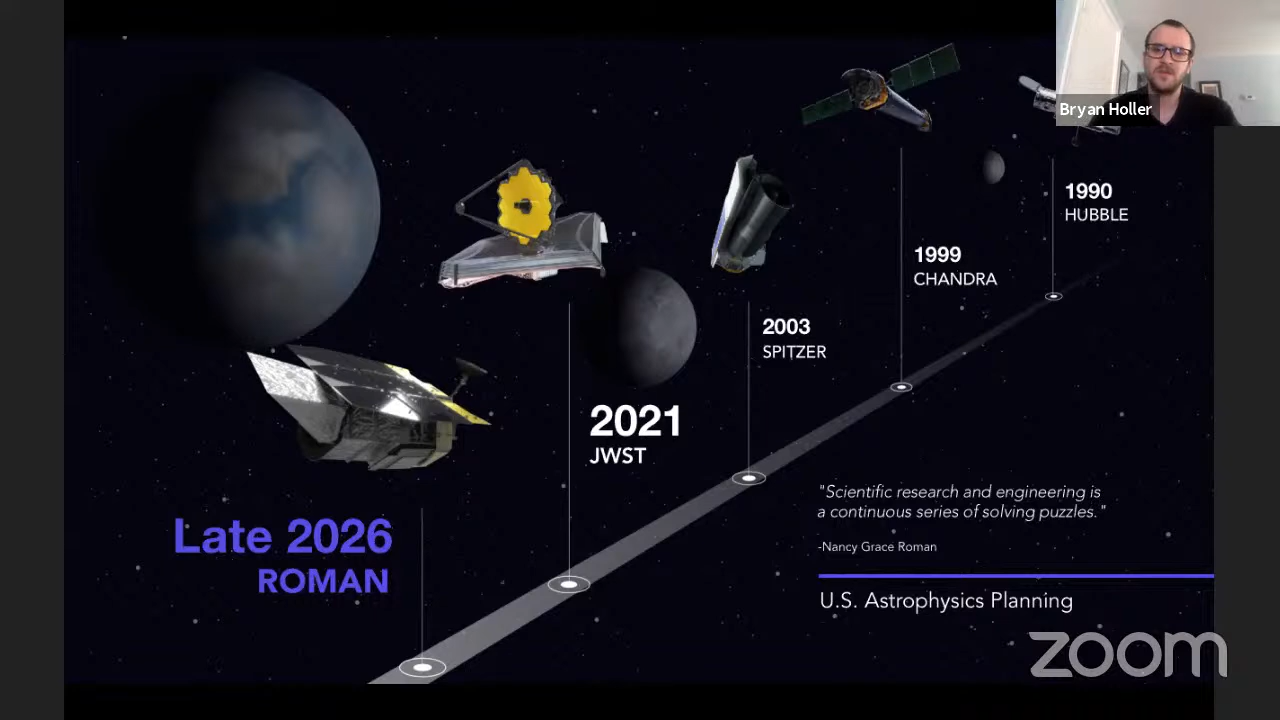 Bryan Holler
1990
HUBBLE
1999
CHANDRA
2003
SPITZER
2021
JWST
"Scientific research and engineering is
a continuous series of solving puzzles."
-Nancy Grace Roman
Late 2026
ROMAN
U.S. Astrophysics Planning
zoom